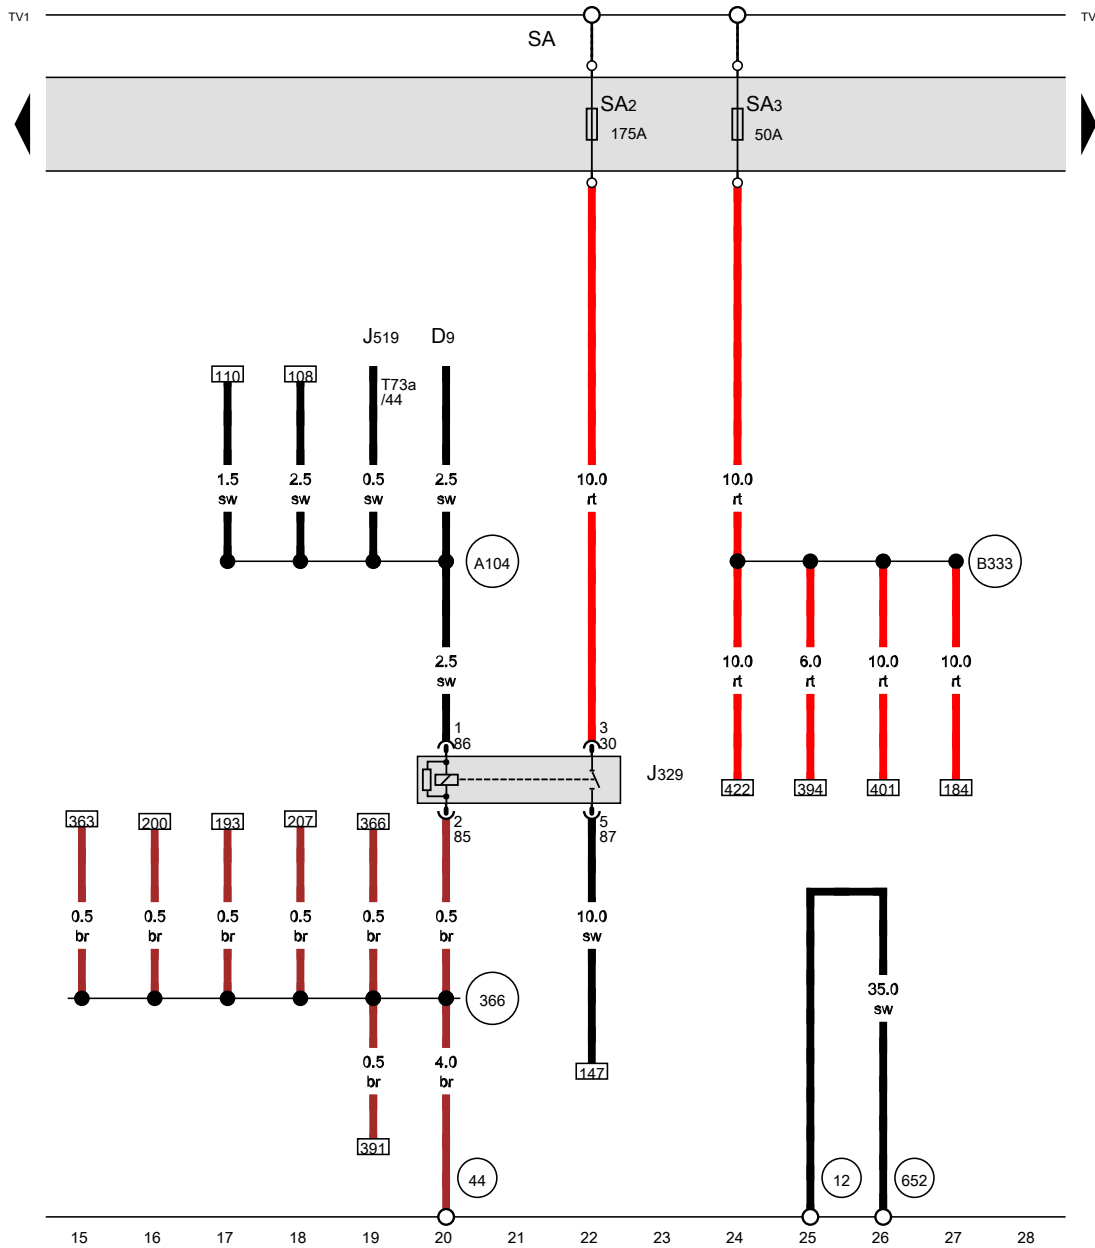 TV1
TV
SA
SA2
175A
SA3
50A
J519
D9
110
108
T73a
/44
1.5
sw
2.5
sw
0.5
sw
2.5
sw
10.0
rt
10.0
rt
A104
B333
2.5
sw
10.0
rt
6.0
rt
10.0
rt
10.0
rt
1
86
3
30
J329
422
394
401
184
363
200
193
207
366
2
85
5
87
0.5
br
0.5
br
0.5
br
0.5
br
0.5
br
0.5
br
10.0
sw
366
35.0
sw
0.5
br
4.0
br
147
391
44
12
652
15 16 17 18 19 20 21 22 23 24 25 26 27 28